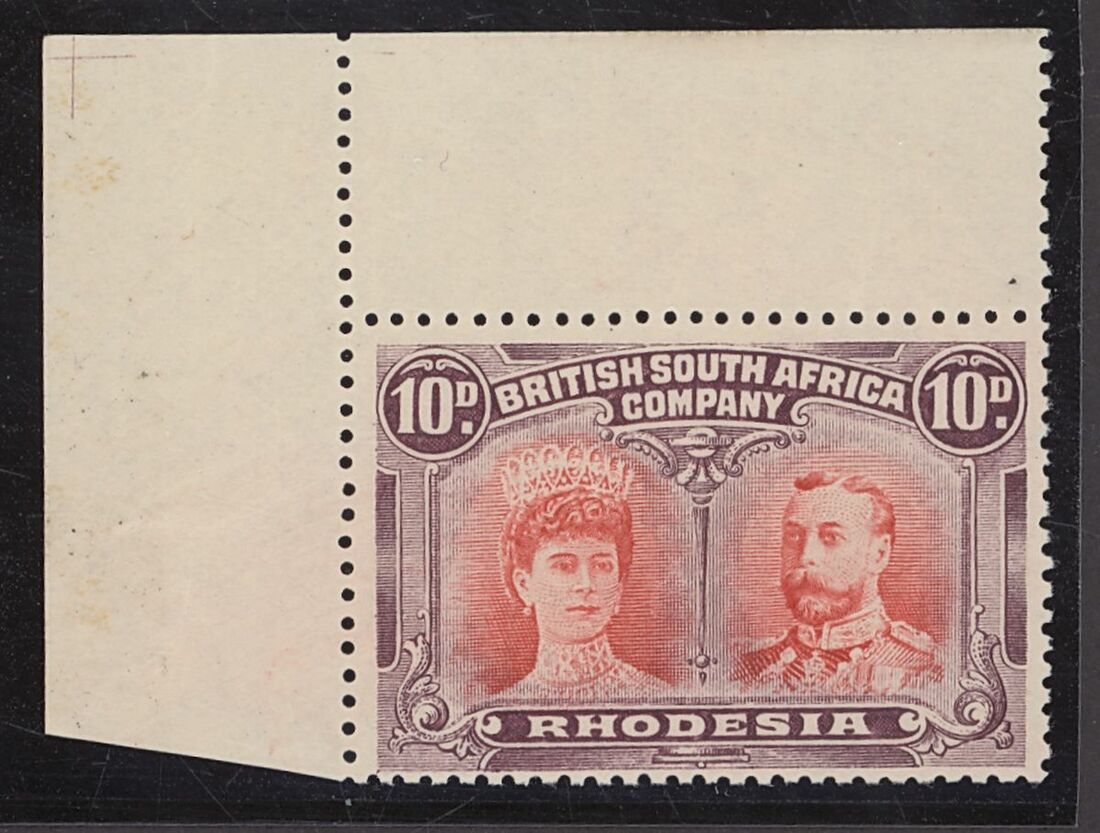 10D. BRITISH SOUTH AFRICA 10D.
COMPANY
RHODESIA